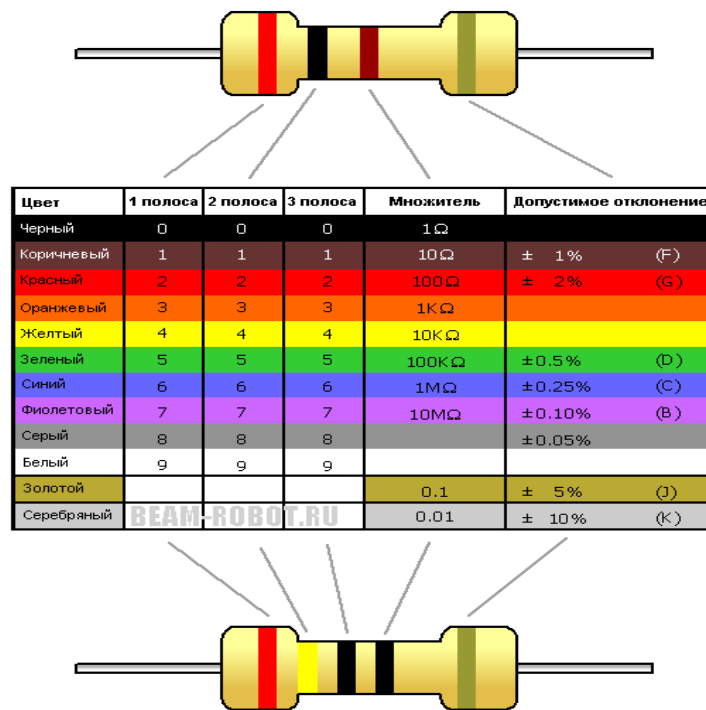 Цвет 1 полоса 2 полоса 3 полоса Множитель Допустимое отклонение
Черный 0 0 0 1Ω
Коричневый 1 1 1 10Ω ± 1% (F)
Красный 2 2 2 100Ω ± 2% (G)
Оранжевый 3 3 3 1KΩ
Желтый 4 4 4 10KΩ
Зеленый 5 5 5 100KΩ ±0.5% (D)
Синий 6 6 6 1MΩ ±0.25% (C)
Фиолетовый 7 7 7 10MΩ ±0.10% (B)
Серый 8 8 8 ±0.05%
Белый 9 9 9
Золотой 0.1 ± 5% (J)
Серебряный BEAM-ROBOT.RU 0.01 ± 10% (K)